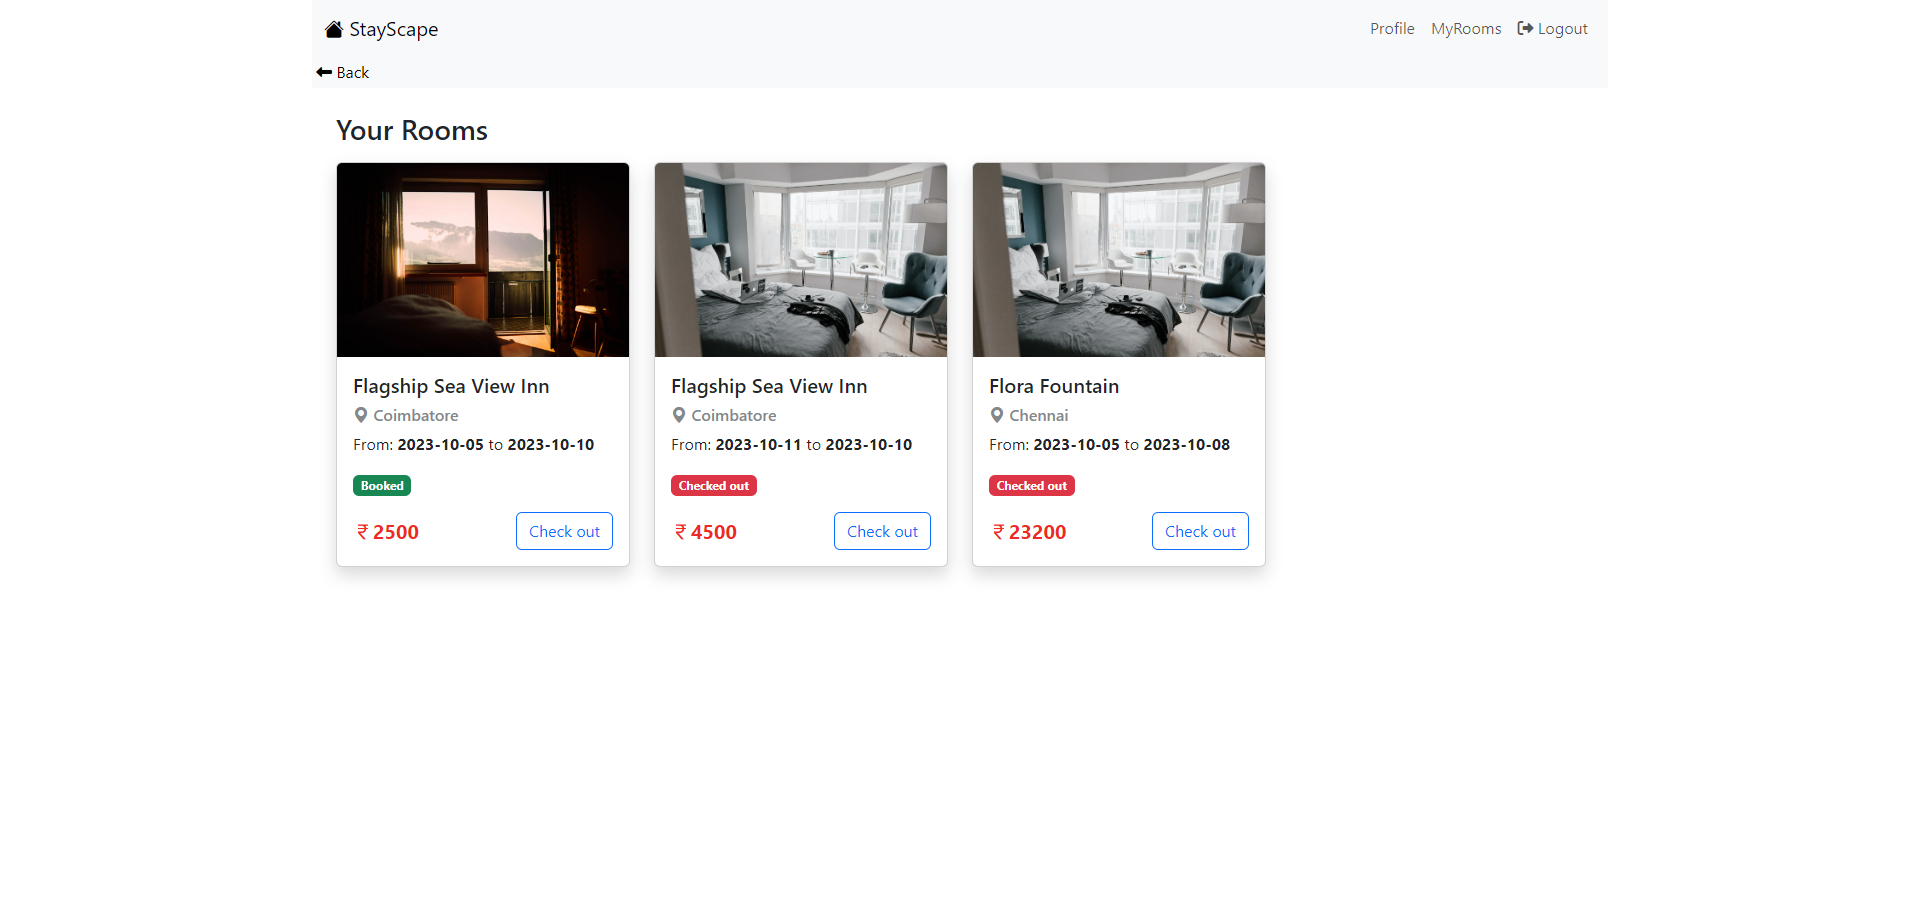 StayScape
Profile MyRooms Logout
Back
Your Rooms
Flagship Sea View Inn
Coimbatore
From: 2023-10-05 to 2023-10-10
Booked
₹ 2500 Check out
Flagship Sea View Inn
Coimbatore
From: 2023-10-11 to 2023-10-10
Checked out
₹ 4500 Check out
Flora Fountain
Chennai
From: 2023-10-05 to 2023-10-08
Checked out
₹ 23200 Check out